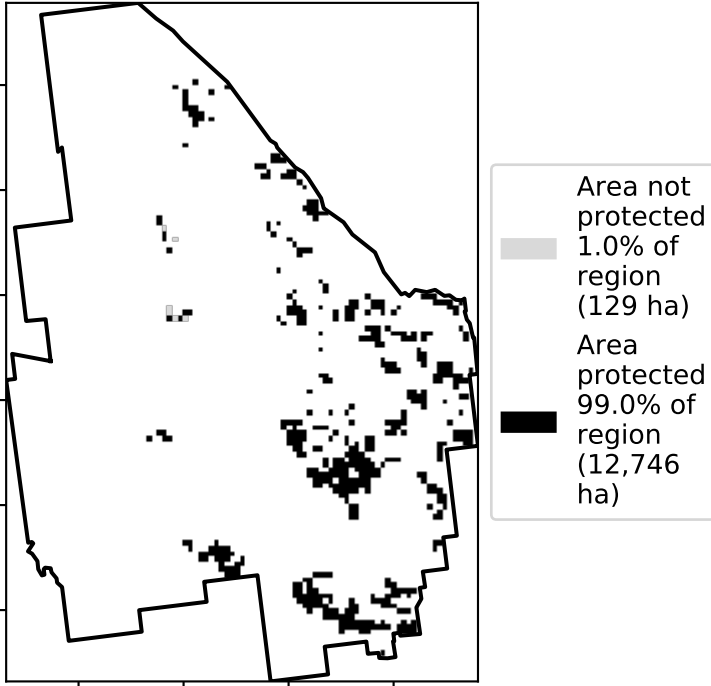 Area not
protected
1.0% of
region
(129 ha)
Area
protected
99.0% of
region
(12,746
ha)